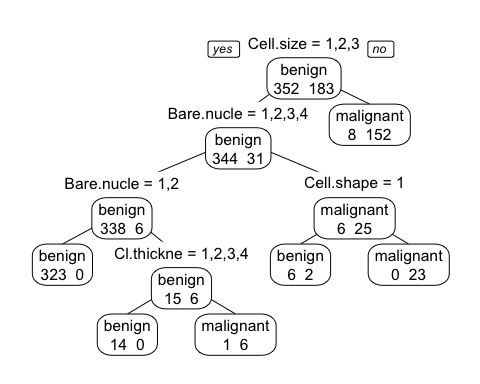 yes Cell.size = 1,2,3 no
benign
352 183
Bare.nucle = 1,2,3,4
malignant
8 152
benign
344 31
Bare.nucle = 1,2
Cell.shape = 1
benign
338 6
malignant
6 25
Cl.thickne = 1,2,3,4
benign
323 0
benign
15 6
benign
6 2
malignant
0 23
benign
14 0
malignant
1 6